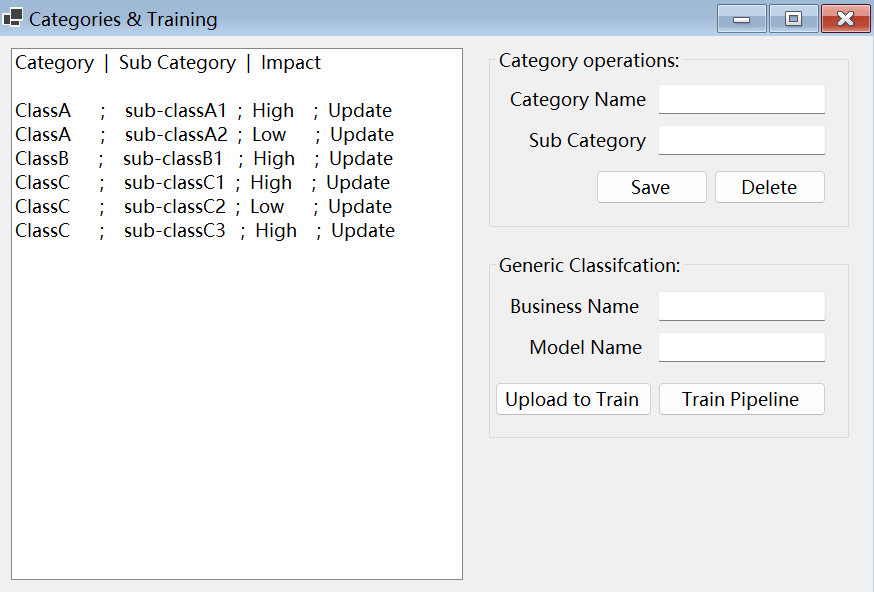 Categories & Training
Category | Sub Category | Impact
ClassA ; sub-classA1 ; High ; Update
ClassA ; sub-classA2 ; Low ; Update
ClassB ; sub-classB1 ; High ; Update
ClassC ; sub-classC1 ; High ; Update
ClassC ; sub-classC2 ; Low ; Update
ClassC ; sub-classC3 ; High ; Update
Category operations:
Category Name
Sub Category
Save Delete
Generic Classifcation:
Business Name
Model Name
Upload to Train Train Pipeline